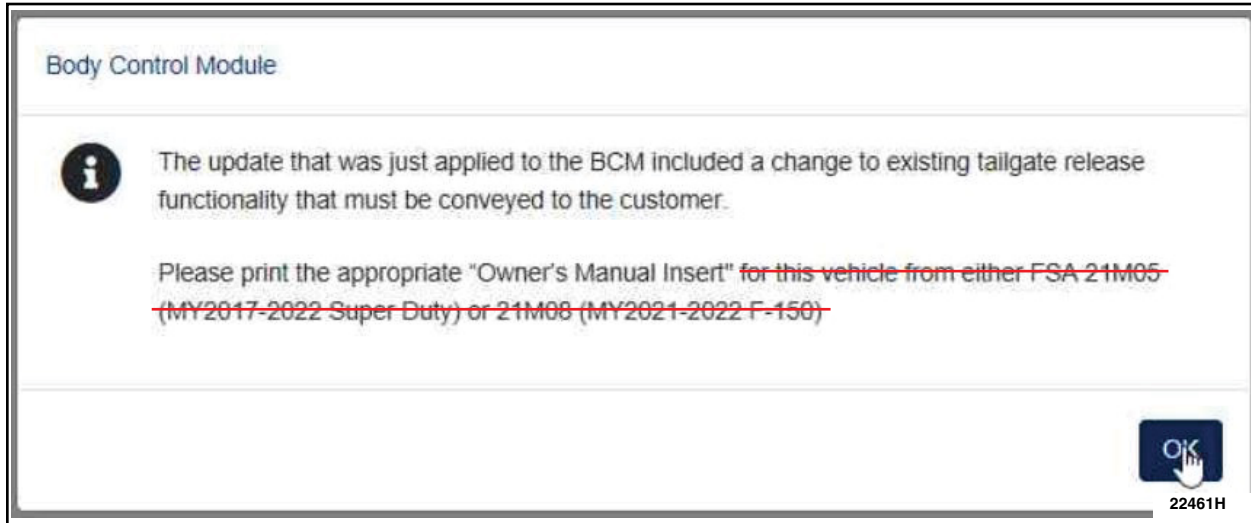 Body Control Module
The update that was just applied to the BCM included a change to existing tailgate release
functionality that must be conveyed to the customer.
Please print the appropriate “Owner's Manual Insert" for this vehicle from either FSA 21M05
(MY2017-2022 Super Duty) or 21M08 (MY2021-2022 F-150)
OK
22461H